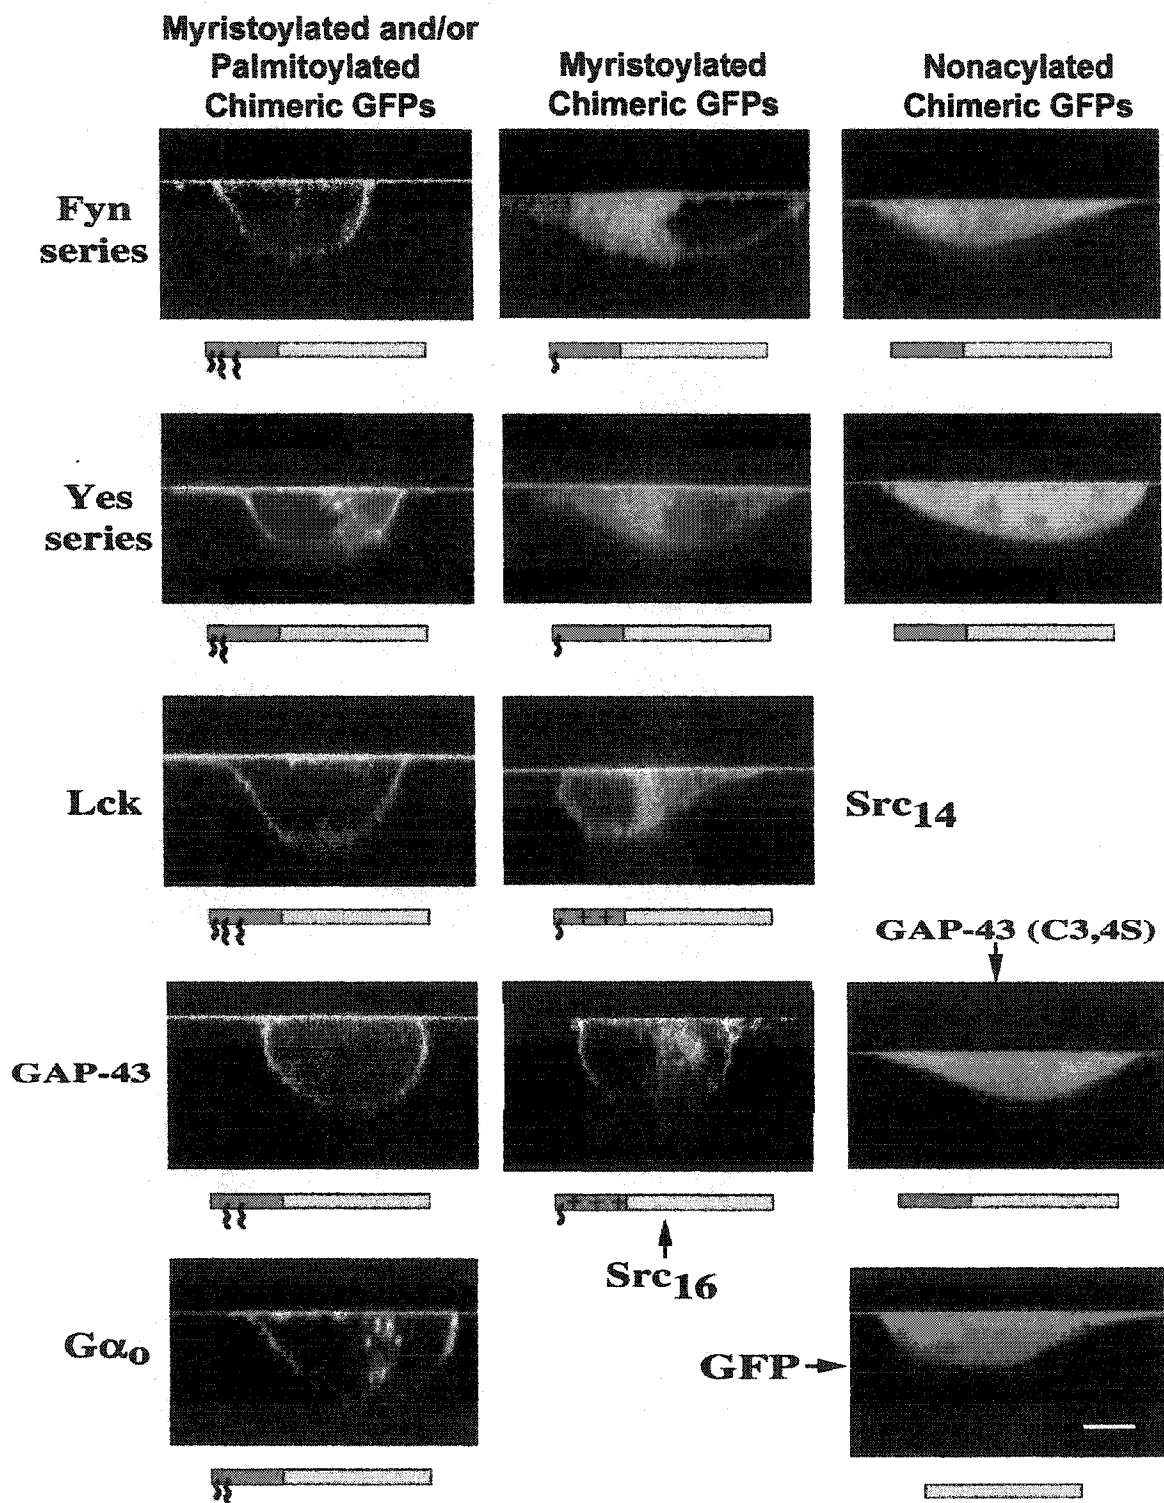 Myristoylated and/or
Palmitoylated
Chimeric GFPs
Myristoylated
Chimeric GFPs
Nonacylated
Chimeric GFPs
Fyn
series
Yes
series
Lck
Src14
GAP-43 (C3,4S)
GAP-43
Src16
Gαo
GFP
+ +
+ + +